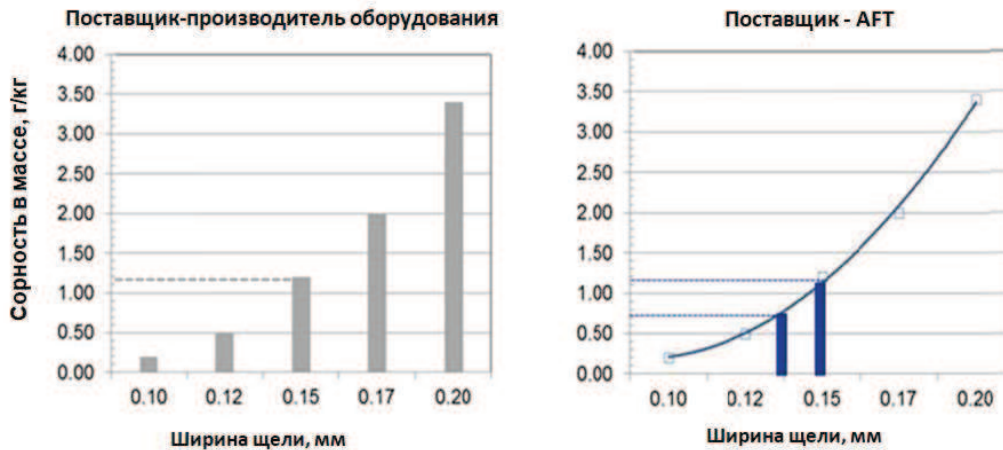 Поставщик-производитель оборудования
Сорность в массе, г/кг
4.00
3.50
3.00
2.50
2.00
1.50
1.00
0.50
0.00
0.10 0.12 0.15 0.17 0.20
Ширина щели, мм
Поставщик - AFT
4.00
3.50
3.00
2.50
2.00
1.50
1.00
0.50
0.00
0.10 0.12 0.15 0.17 0.20
Ширина щели, мм